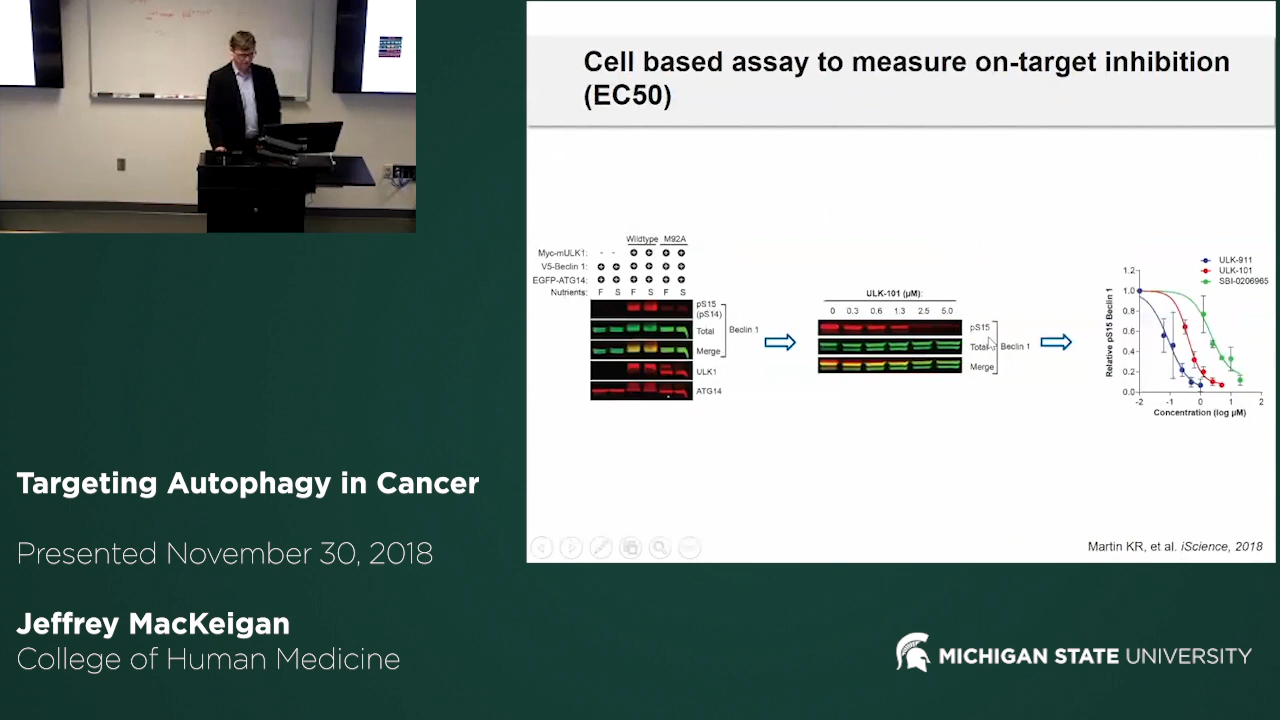 Cell based assay to measure on-target inhibition
(EC50)
Wildtype M92A
Myc-mULK1: - -
V5-Beclin 1:
EGFP-ATG14:
Nutrients: F S F S F S
pS15
(pS14)
Total
Merge
Beclin 1
ULK1
ATG14
ULK-101 (μM):
0 0.3 0.6 1.3 2.5 5.0
pS15
Total
Merge
Beclin 1
ULK-911
ULK-101
SBI-0206965
Relative pS15 Beclin 1
1.2
1.0
0.8
0.6
0.4
0.2
0.0
-2 -1 0 1 2
Concentration (log μM)
Martin KR, et al. iScience, 2018
Targeting Autophagy in Cancer
Presented November 30, 2018
Jeffrey MacKeigan
College of Human Medicine
MICHIGAN STATE UNIVERSITY